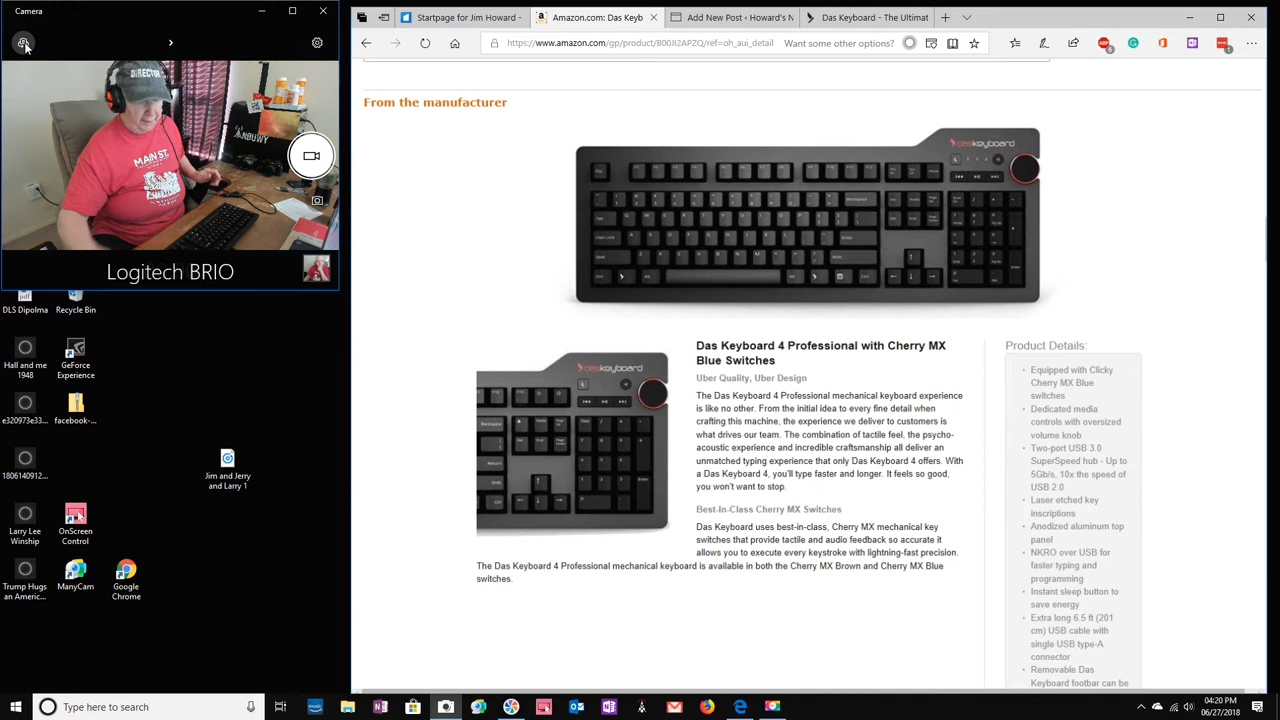 Camera
Startpage for Jim Howard -
Amazon.com: Das Keyb
Add New Post ‹ Howard's N
Das Keyboard - The Ultimat
https://www.amazon.com/gp/product/B00JI2APZQ/ref=oh_aui_detail
Want some other options?
From the manufacturer
DIRECTOR
MAIN ST.
Logitech BRIO
daskeyboard
DLS Dipolma
Recycle Bin
Hall and me 1948
GeForce Experience
e320973e33...
facebook-...
1806140912...
Jim and Jerry and Larry 1
Larry Lee Winship
OnScreen Control
Trump Hugs an Americ...
ManyCam
Google Chrome
daskeyboard
Das Keyboard 4 Professional with Cherry MX
Blue Switches
Uber Quality, Uber Design
The Das Keyboard 4 Professional mechanical keyboard experience
is like no other. From the initial idea to every fine detail when
crafting this machine, the experience we deliver to customers is
what drives our team. The combination of tactile feel, the psycho-
acoustic experience and incredible craftsmanship all deliver an
unmatched typing experience that only Das Keyboard 4 offers. With
a Das Keyboard 4, you'll type faster and longer. It feels so good,
you won't want to stop.
Best-In-Class Cherry MX Switches
Das Keyboard uses best-in-class, Cherry MX mechanical key
switches that provide tactile and audio feedback so accurate it
allows you to execute every keystroke with lightning-fast precision.
The Das Keyboard 4 Professional mechanical keyboard is available in both the Cherry MX Brown and Cherry MX Blue
switches.
Product Details:
• Equipped with Clicky
Cherry MX Blue
switches
• Dedicated media
controls with oversized
volume knob
• Two-port USB 3.0
SuperSpeed hub - Up to
5Gb/s, 10x the speed of
USB 2.0
• Laser etched key
inscriptions
• Anodized aluminum top
panel
• NKRO over USB for
faster typing and
programming
• Instant sleep button to
save energy
• Extra long 6.5 ft (201
cm) USB cable with
single USB type-A
connector
• Removable Das
Keyboard footbar can be
Type here to search
04:20 PM
06/27/2018